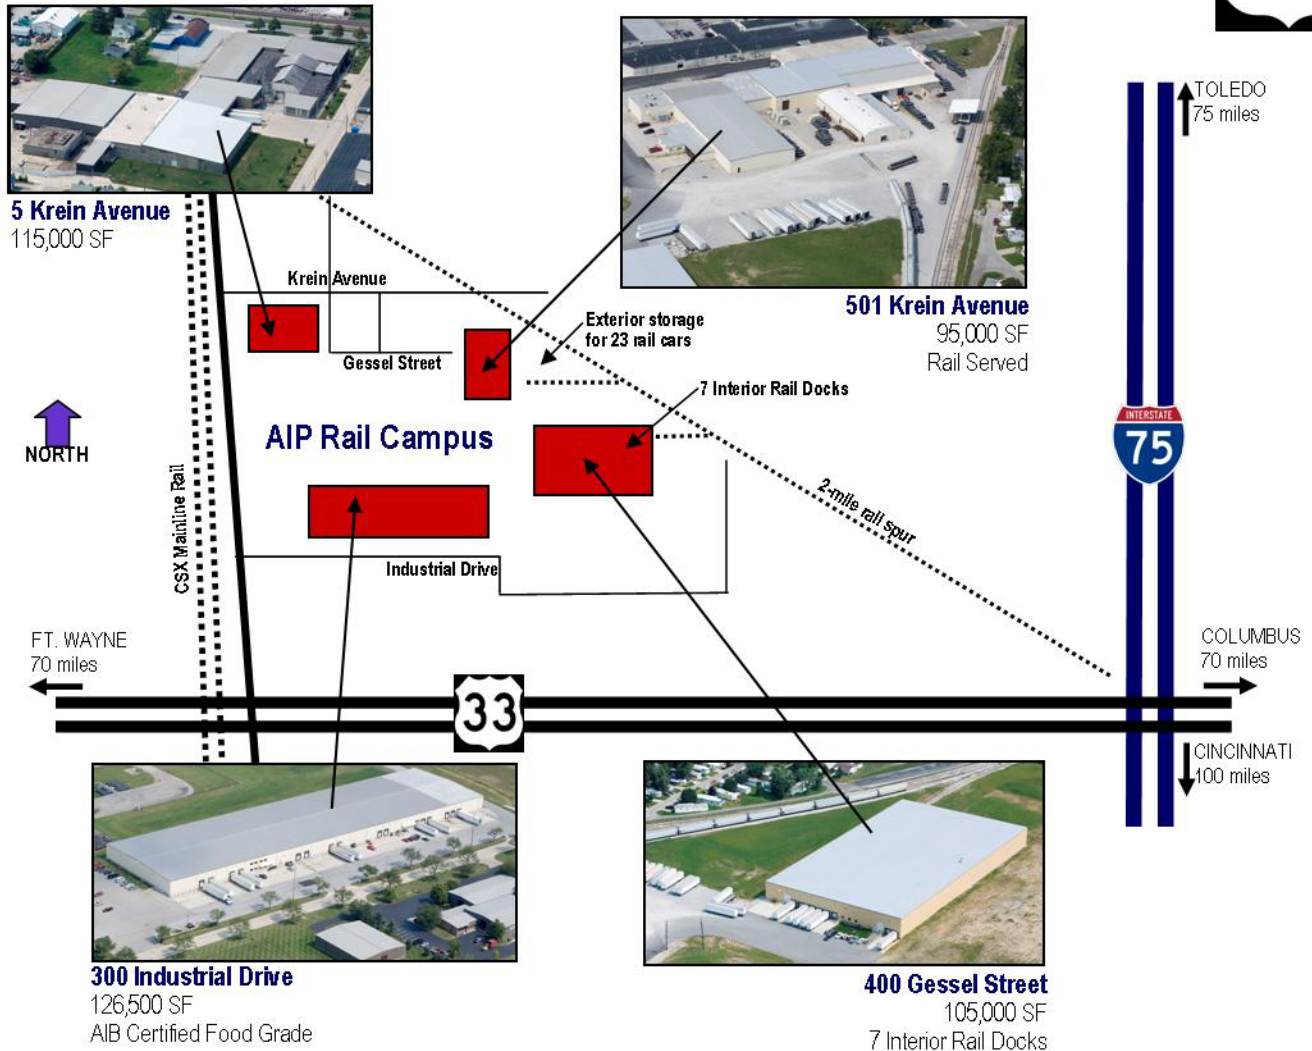 TOLEDO
75 miles
5 Krein Avenue
115,000 SF
Krein Avenue
501 Krein Avenue
95,000 SF
Rail Served
Exterior storage
for 23 rail cars
Gessel Street
7 Interior Rail Docks
NORTH
AIP Rail Campus
INTERSTATE
75
CSX Mainline Rail
2-mile rail spur
Industrial Drive
FT. WAYNE
70 miles
COLUMBUS
70 miles
33
CINCINNATI
100 miles
300 Industrial Drive
126,500 SF
AIB Certified Food Grade
400 Gessel Street
105,000 SF
7 Interior Rail Docks